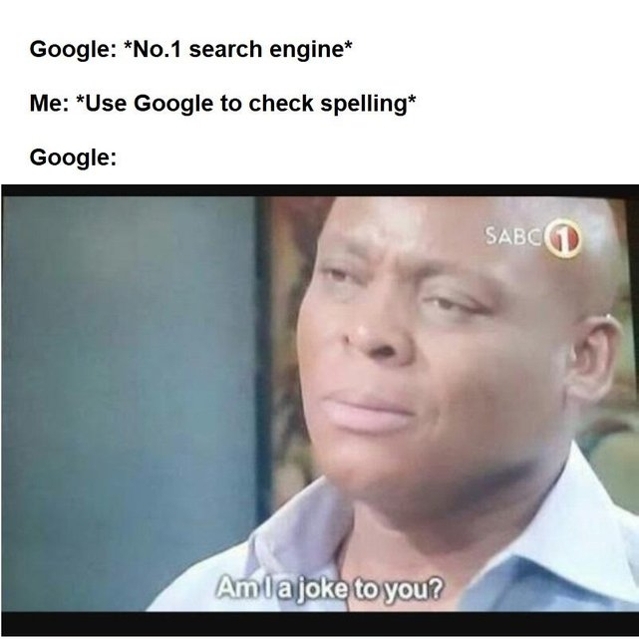 Google: *No.1 search engine*
Me: *Use Google to check spelling*
Google:
SABC 1
Am I a joke to you?